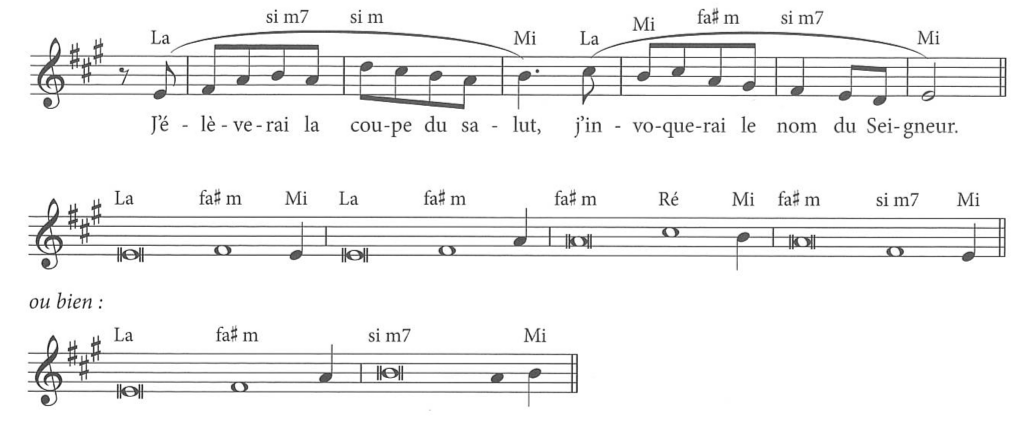 La si m7 si m Mi La Mi fa♯ m si m7 Mi
J'é - lè - ve - rai la cou - pe du sa - lut, j'in - vo - que - rai le nom du Sei - gneur.
La fa♯ m Mi La fa♯ m fa♯ m Ré Mi fa♯ m si m7 Mi
ou bien :
La fa♯ m si m7 Mi